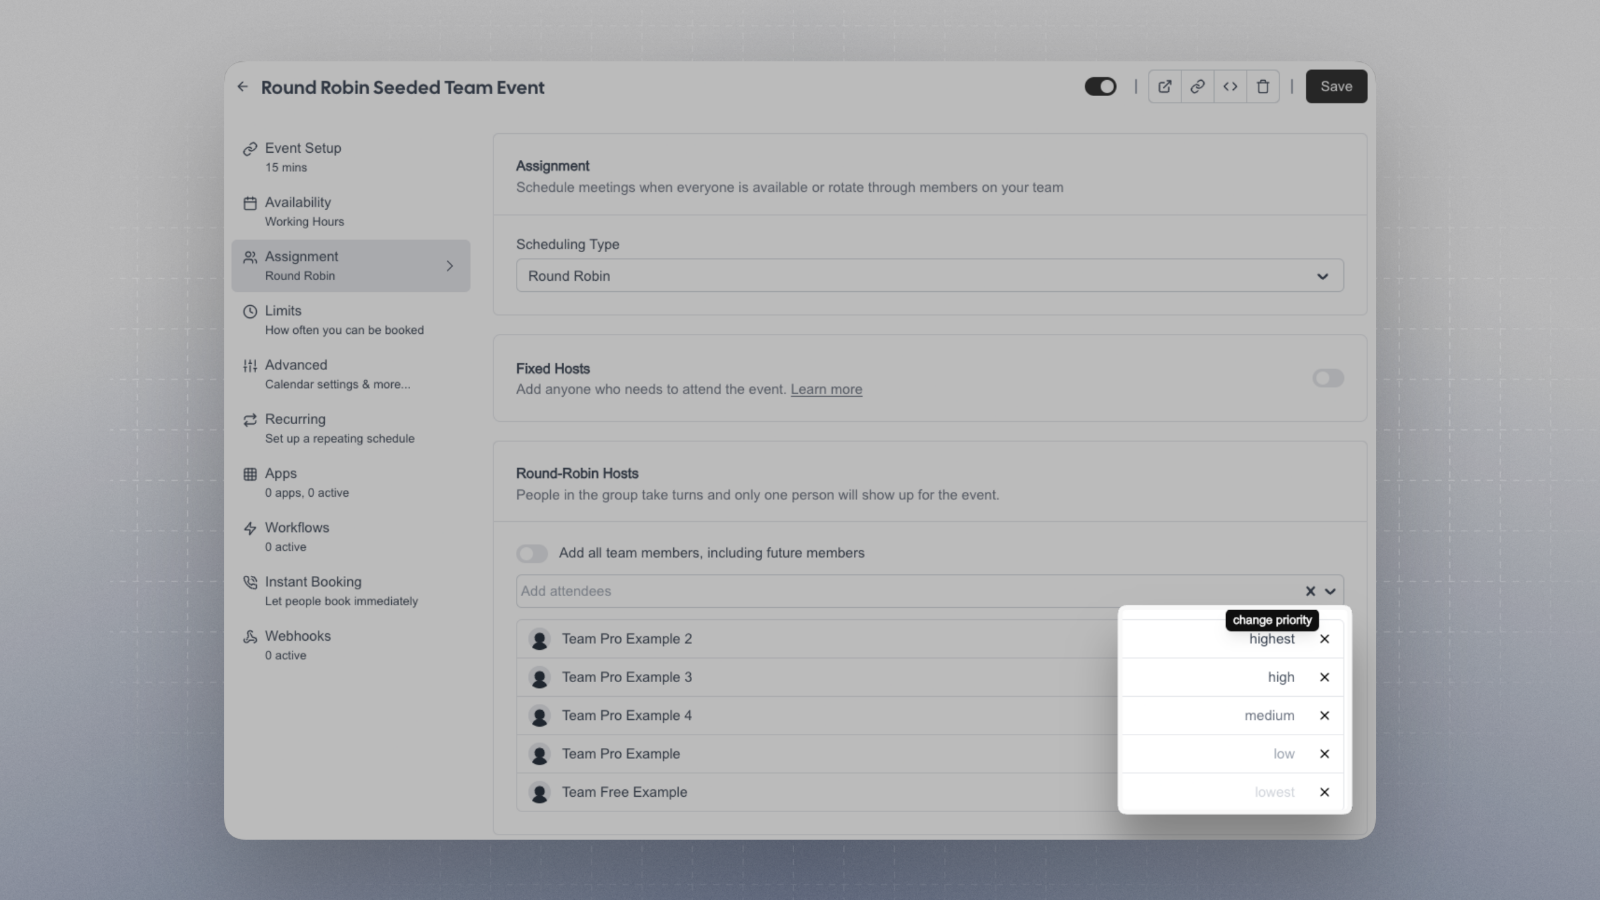 Round Robin Seeded Team Event
Save
Event Setup
15 mins
Availability
Working Hours
Assignment
Round Robin
Limits
How often you can be booked
Advanced
Calendar settings & more...
Recurring
Set up a repeating schedule
Apps
0 apps, 0 active
Workflows
0 active
Instant Booking
Let people book immediately
Webhooks
0 active
Assignment
Schedule meetings when everyone is available or rotate through members on your team
Scheduling Type
Round Robin
Fixed Hosts
Add anyone who needs to attend the event. Learn more
Round-Robin Hosts
People in the group take turns and only one person will show up for the event.
Add all team members, including future members
Add attendees
change priority
Team Pro Example 2 highest
Team Pro Example 3 high
Team Pro Example 4 medium
Team Pro Example low
Team Free Example lowest